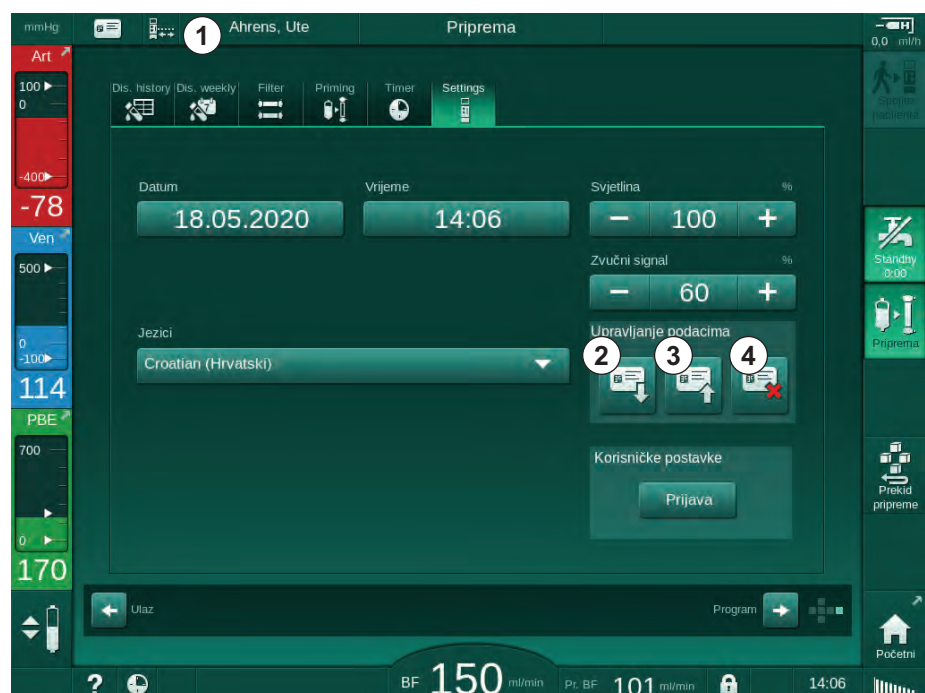 mmHg
1
Ahrens, Ute
Priprema
0,0 ml/h
Art
100
0
-400
-78
Ven
500
0
-100
114
PBE
700
0
170
Dis. history
Dis. weekly
Filter
Priming
Timer
Settings
Datum
Vrijeme
Svjetlina %
18.05.2020
14:06
− 100 +
Zvučni signal %
− 60 +
Jezici
Upravljanje podacima
Croatian (Hrvatski)
2
3
4
Korisničke postavke
Prijava
Ulaz
Program
Standby
0:00
Priprema
Prekid
pripreme
Početni
? BF 150 ml/min Pr. BF 101 ml/min 14:06